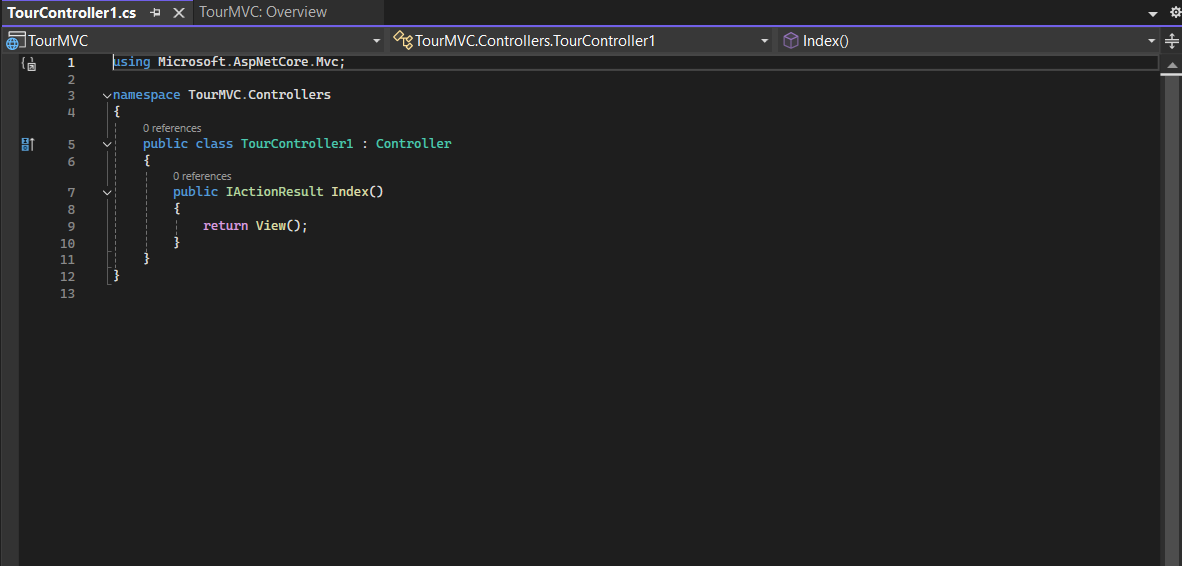 TourController1.cs TourMVC: Overview
TourMVC TourMVC.Controllers.TourController1 Index()
1 using Microsoft.AspNetCore.Mvc;
2
3 namespace TourMVC.Controllers
4 {
0 references
5 public class TourController1 : Controller
6 {
0 references
7 public IActionResult Index()
8 {
9 return View();
10 }
11 }
12 }
13